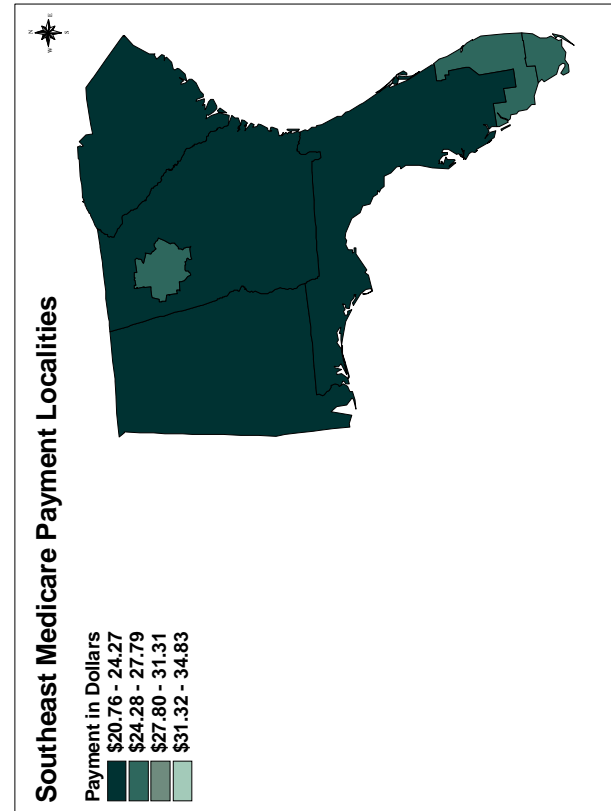 Southeast Medicare Payment Localities
Payment in Dollars
$20.76 - 24.27
$24.28 - 27.79
$27.80 - 31.31
$31.32 - 34.83
N
W E
S